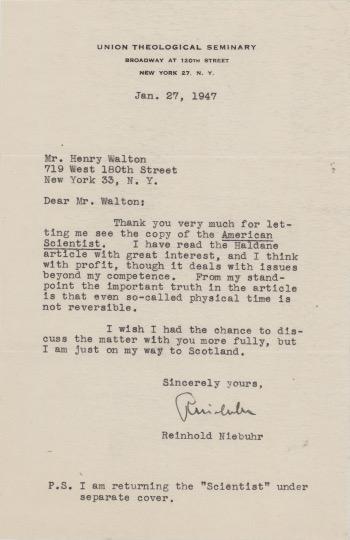 UNION THEOLOGICAL SEMINARY
BROADWAY AT 120TH STREET
NEW YORK 27, N. Y.
Jan. 27, 1947
Mr. Henry Walton
719 West 180th Street
New York 33, N. Y.
Dear Mr. Walton;
Thank you very much for let-
ting me see the copy of the American
Scientist. I have read the Haldane
article with great interest, and I think
with profit, though it deals with issues
beyond my competence. From my stand-
point the important truth in the article
is that even so-called physical time is
not reversible.
I wish I had the chance to dis-
cuss the matter with you more fully, but
I am just on my way to Scotland.
Sincerely yours,
RNiebuhr
Reinhold Niebuhr
P.S. I am returning the "Scientist" under
separate cover.